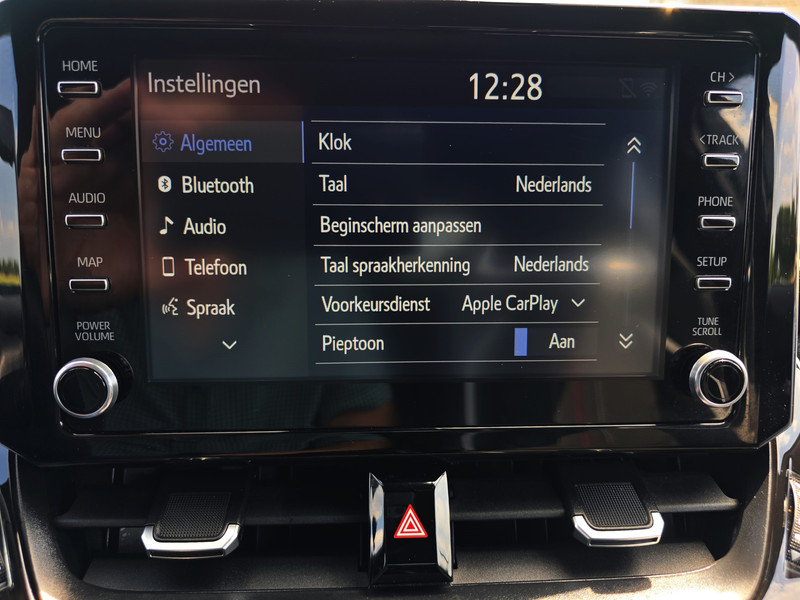 HOME
MENU
AUDIO
MAP
POWER
VOLUME
Instellingen
12:28
Algemeen
Bluetooth
Audio
Telefoon
Spraak
Klok
Taal Nederlands
Beginscherm aanpassen
Taal spraakherkenning Nederlands
Voorkeursdienst Apple CarPlay
Pieptoon Aan
CH >
< TRACK
PHONE
SETUP
TUNE
SCROLL